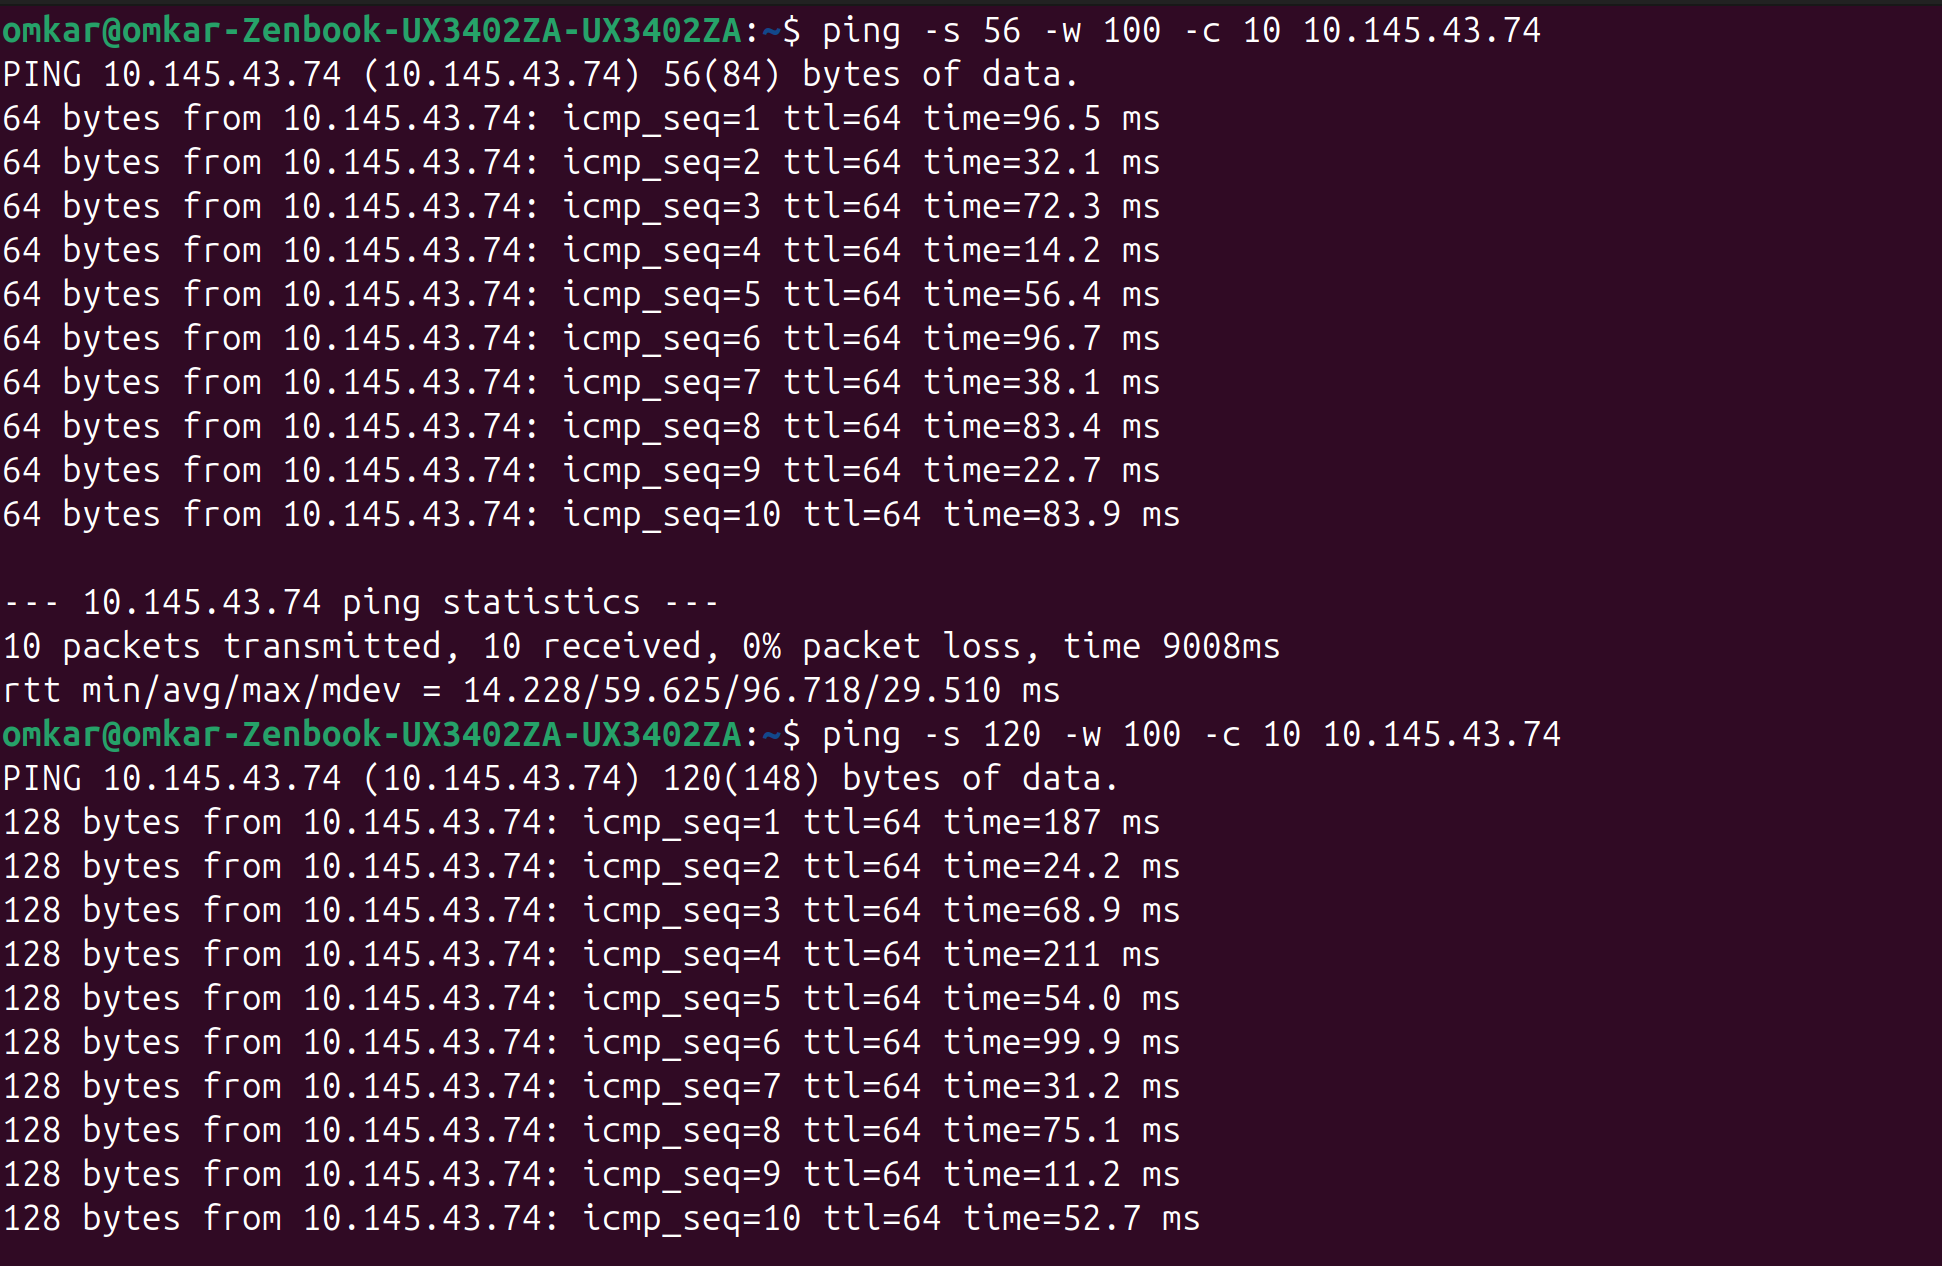 omkar@omkar-Zenbook-UX3402ZA-UX3402ZA:~$ ping -s 56 -w 100 -c 10 10.145.43.74
PING 10.145.43.74 (10.145.43.74) 56(84) bytes of data.
64 bytes from 10.145.43.74: icmp_seq=1 ttl=64 time=96.5 ms
64 bytes from 10.145.43.74: icmp_seq=2 ttl=64 time=32.1 ms
64 bytes from 10.145.43.74: icmp_seq=3 ttl=64 time=72.3 ms
64 bytes from 10.145.43.74: icmp_seq=4 ttl=64 time=14.2 ms
64 bytes from 10.145.43.74: icmp_seq=5 ttl=64 time=56.4 ms
64 bytes from 10.145.43.74: icmp_seq=6 ttl=64 time=96.7 ms
64 bytes from 10.145.43.74: icmp_seq=7 ttl=64 time=38.1 ms
64 bytes from 10.145.43.74: icmp_seq=8 ttl=64 time=83.4 ms
64 bytes from 10.145.43.74: icmp_seq=9 ttl=64 time=22.7 ms
64 bytes from 10.145.43.74: icmp_seq=10 ttl=64 time=83.9 ms
--- 10.145.43.74 ping statistics ---
10 packets transmitted, 10 received, 0% packet loss, time 9008ms
rtt min/avg/max/mdev = 14.228/59.625/96.718/29.510 ms
omkar@omkar-Zenbook-UX3402ZA-UX3402ZA:~$ ping -s 120 -w 100 -c 10 10.145.43.74
PING 10.145.43.74 (10.145.43.74) 120(148) bytes of data.
128 bytes from 10.145.43.74: icmp_seq=1 ttl=64 time=187 ms
128 bytes from 10.145.43.74: icmp_seq=2 ttl=64 time=24.2 ms
128 bytes from 10.145.43.74: icmp_seq=3 ttl=64 time=68.9 ms
128 bytes from 10.145.43.74: icmp_seq=4 ttl=64 time=211 ms
128 bytes from 10.145.43.74: icmp_seq=5 ttl=64 time=54.0 ms
128 bytes from 10.145.43.74: icmp_seq=6 ttl=64 time=99.9 ms
128 bytes from 10.145.43.74: icmp_seq=7 ttl=64 time=31.2 ms
128 bytes from 10.145.43.74: icmp_seq=8 ttl=64 time=75.1 ms
128 bytes from 10.145.43.74: icmp_seq=9 ttl=64 time=11.2 ms
128 bytes from 10.145.43.74: icmp_seq=10 ttl=64 time=52.7 ms